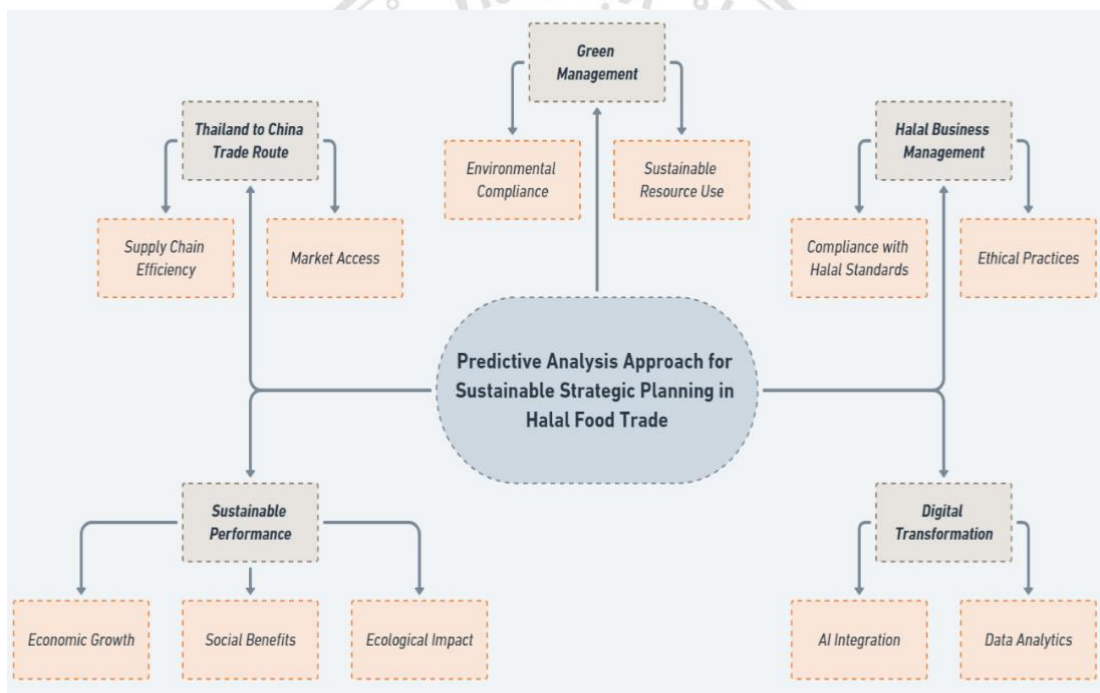 Green
Management
Environmental
Compliance
Sustainable
Resource Use
Thailand to China
Trade Route
Supply Chain
Efficiency
Market Access
Halal Business
Management
Compliance with
Halal Standards
Ethical Practices
Predictive Analysis Approach for
Sustainable Strategic Planning in
Halal Food Trade
Sustainable
Performance
Economic Growth
Social Benefits
Ecological Impact
Digital
Transformation
AI Integration
Data Analytics